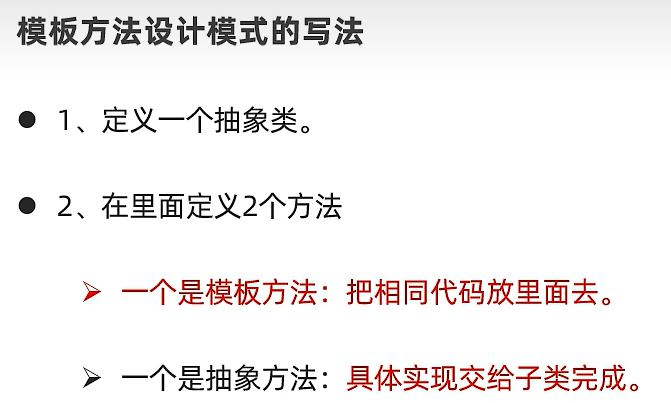 模板方法设计模式的写法
● 1、定义一个抽象类。
● 2、在里面定义2个方法
➢ 一个是模板方法：把相同代码放里面去。
➢ 一个是抽象方法：具体实现交给子类完成。